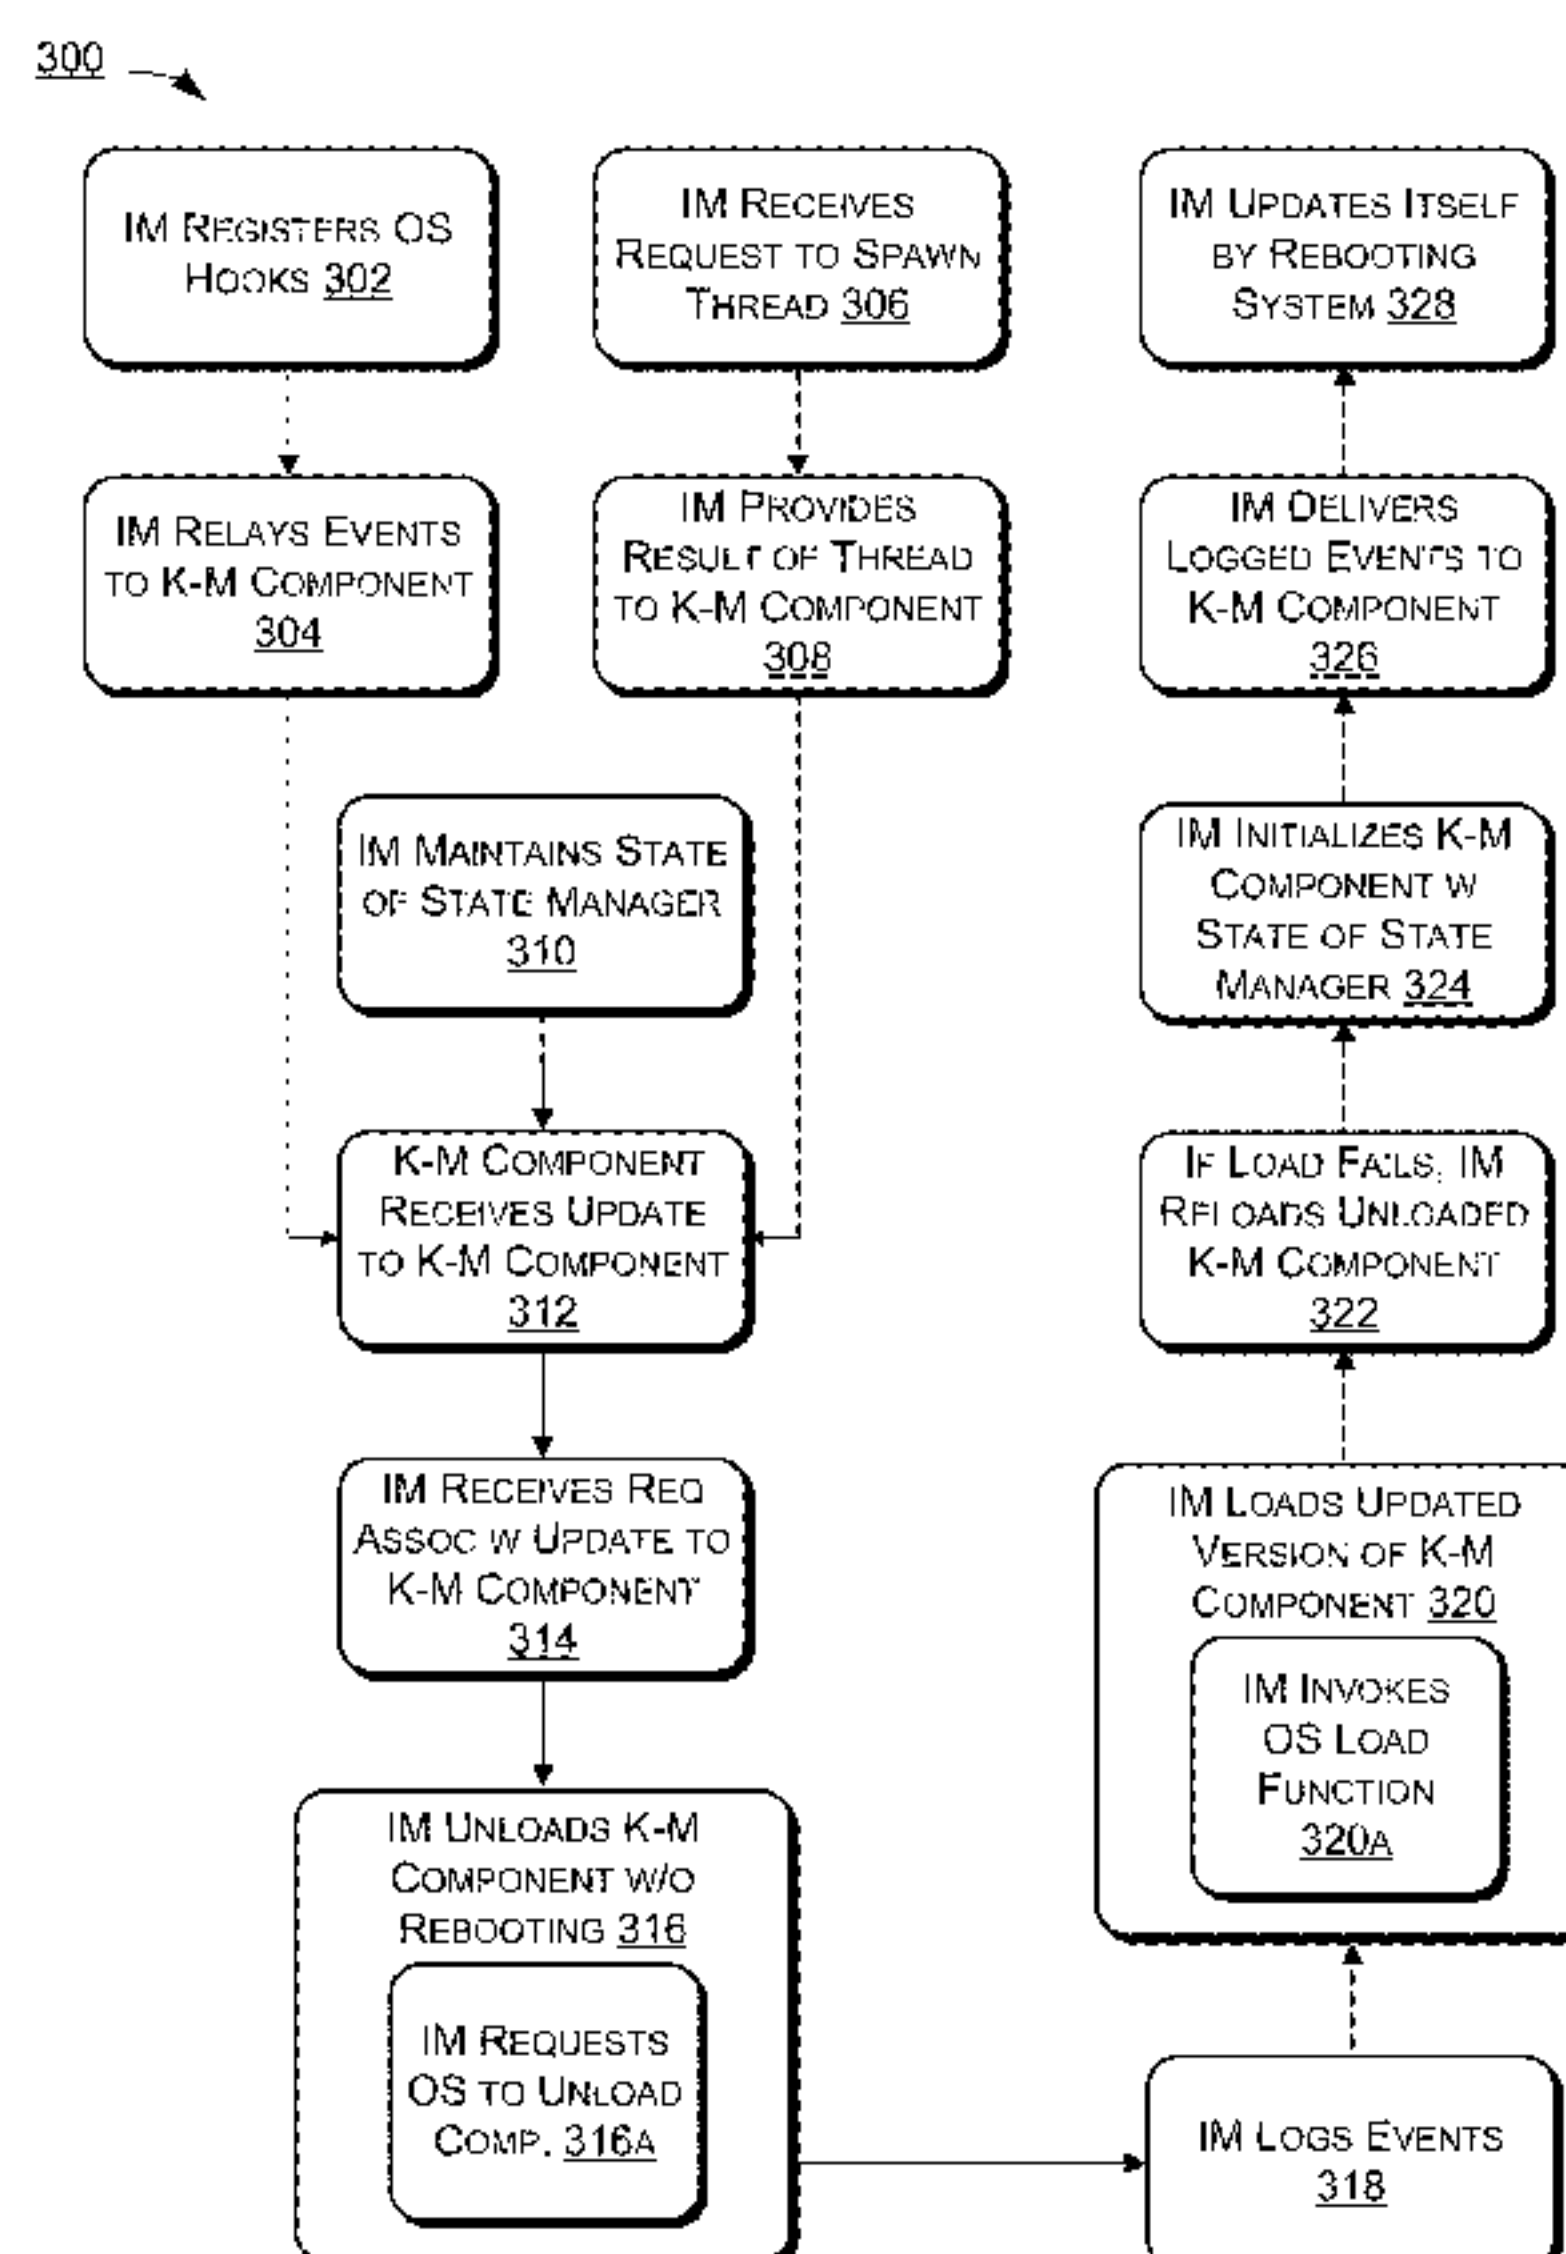 300
IM REGISTERS OS
HOOKS 302
IM RELAYS EVENTS
TO K-M COMPONENT
304
IM RECEIVES
REQUEST TO SPAWN
THREAD 306
IM PROVIDES
RESULT OF THREAD
TO K-M COMPONENT
308
IM MAINTAINS STATE
OF STATE MANAGER
310
K-M COMPONENT
RECEIVES UPDATE
TO K-M COMPONENT
312
IM RECEIVES REQ
ASSOC W UPDATE TO
K-M COMPONENT
314
IM UNLOADS K-M
COMPONENT W/O
REBOOTING 316
IM REQUESTS
OS TO UNLOAD
COMP. 316A
IM LOGS EVENTS
318
IM LOADS UPDATED
VERSION OF K-M
COMPONENT 320
IM INVOKES
OS LOAD
FUNCTION
320A
IF LOAD FAILS, IM
RELOADS UNLOADED
K-M COMPONENT
322
IM INITIALIZES K-M
COMPONENT W
STATE OF STATE
MANAGER 324
IM DELIVERS
LOGGED EVENTS TO
K-M COMPONENT
326
IM UPDATES ITSELF
BY REBOOTING
SYSTEM 328